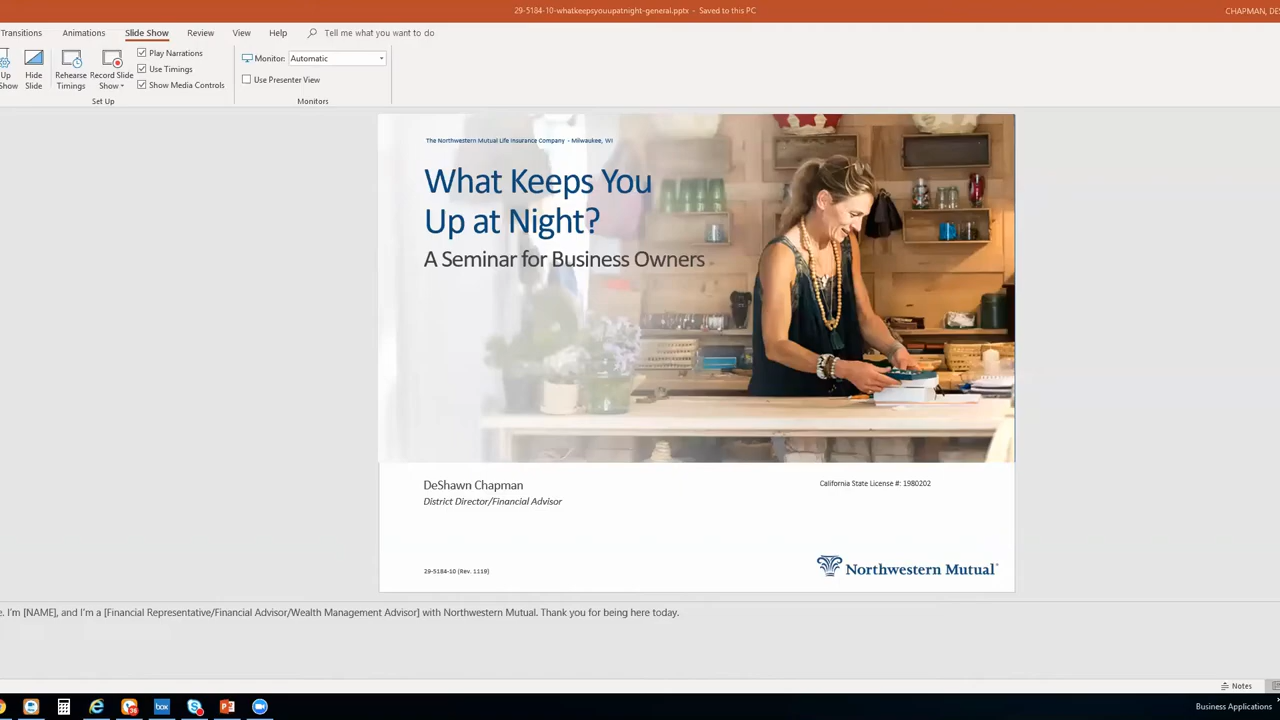 29-5184-10-whatkeepsyouupatnight-general.pptx - Saved to this PC
CHAPMAN, DES
Transitions
Animations
Slide Show
Review
View
Help
Tell me what you want to do
Up
Show
Hide
Slide
Rehearse
Timings
Record Slide
Show
Play Narrations
Use Timings
Show Media Controls
Set Up
Monitor: Automatic
Use Presenter View
Monitors
The Northwestern Mutual Life Insurance Company - Milwaukee, WI
What Keeps You
Up at Night?
A Seminar for Business Owners
DeShawn Chapman
District Director/Financial Advisor
California State License #: 1980202
29-5184-10 (Rev. 1119)
Northwestern Mutual®
e. I'm [NAME], and I'm a [Financial Representative/Financial Advisor/Wealth Management Advisor] with Northwestern Mutual. Thank you for being here today.
Notes
box
Business Applications